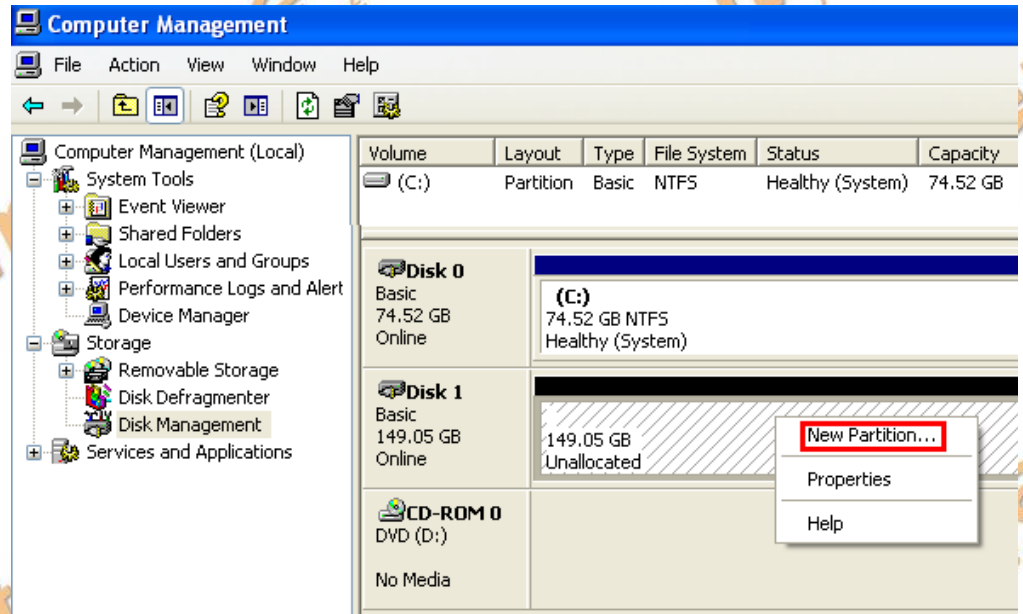 Computer Management
File Action View Window Help
Computer Management (Local)
System Tools
Event Viewer
Shared Folders
Local Users and Groups
Performance Logs and Alert
Device Manager
Storage
Removable Storage
Disk Defragmenter
Disk Management
Services and Applications
Volume Layout Type File System Status Capacity
(C:) Partition Basic NTFS Healthy (System) 74.52 GB
Disk 0
Basic
74.52 GB
Online
(C:)
74.52 GB NTFS
Healthy (System)
Disk 1
Basic
149.05 GB
Online
149.05 GB
Unallocated
New Partition...
Properties
Help
CD-ROM 0
DVD (D:)
No Media